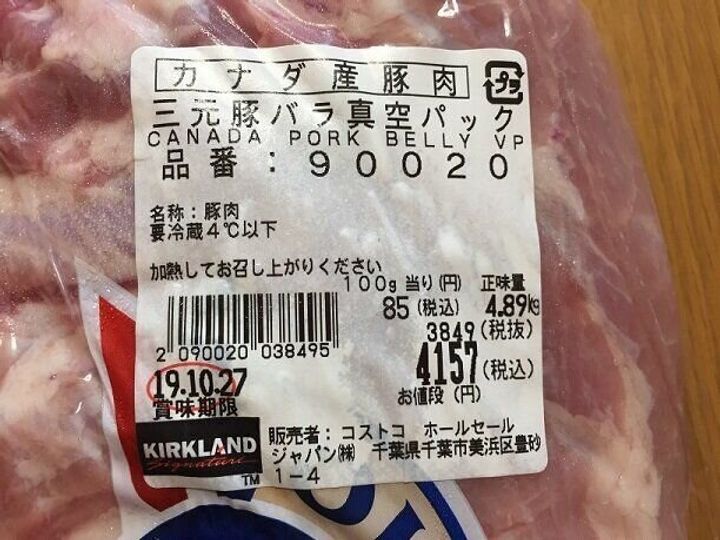 カナダ産豚肉
プラ
三元豚バラ真空パック
CANADA PORK BELLY VP
品番：90020
名称：豚肉
要冷蔵4℃以下
加熱してお召し上がりください
100g 当り(円) 正味量
85(税込) 4.89kg
3849(税抜)
4157(税込)
お値段 (円)
2 090020 038495
19.10.27
賞味期限
KIRKLAND
Signature
TM
販売者：コストコ ホールセール
ジャパン㈱ 千葉県千葉市美浜区豊砂
1-4